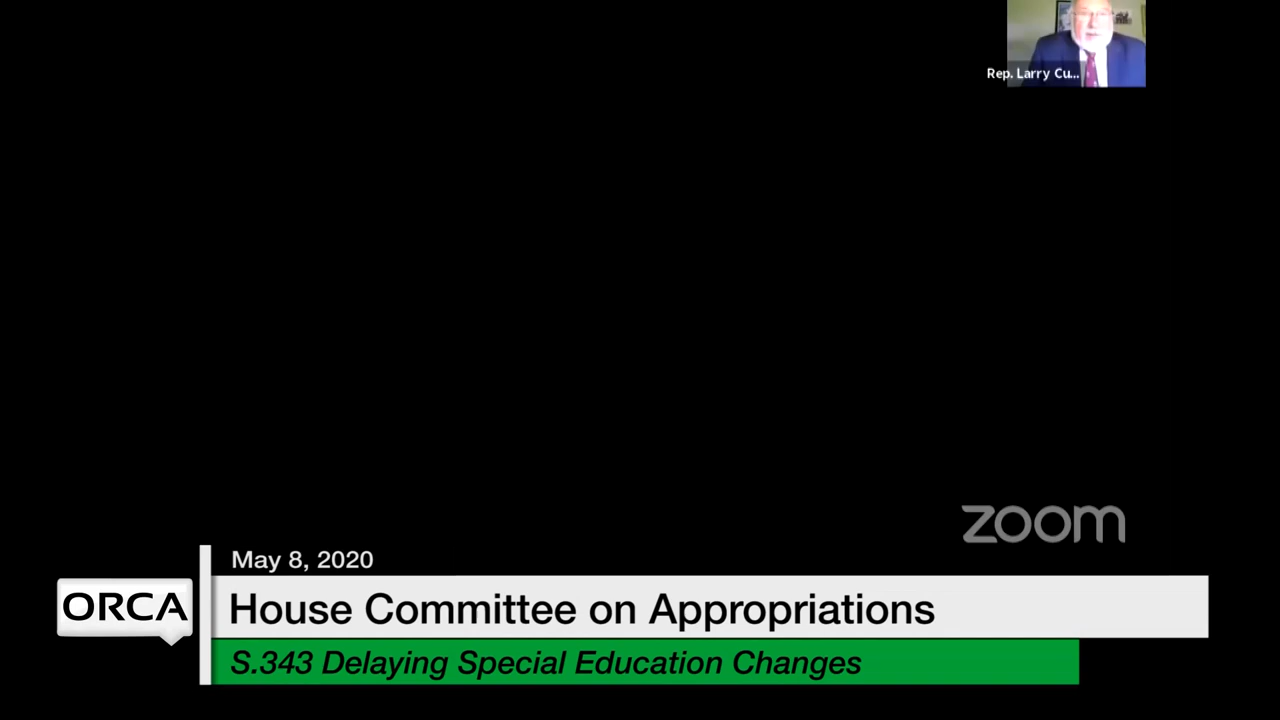 Rep. Larry Cu...
zoom
May 8, 2020
ORCA
House Committee on Appropriations
S.343 Delaying Special Education Changes